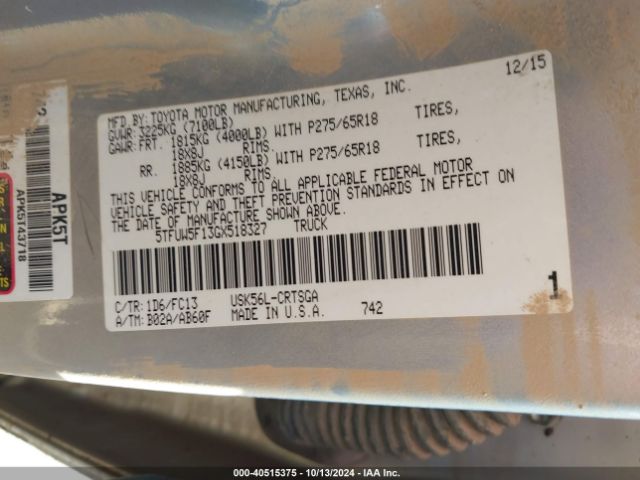 12/15
MFD.BY:TOYOTA MOTOR MANUFACTURING, TEXAS, INC.
GVWR:3225KG (7100LB)
GAWR:FRT. 1815KG (4000LB) WITH P275/65R18 TIRES,
18X8J RIMS
RR. 1885KG (4150LB) WITH P275/65R18 TIRES,
18X8J RIMS.
THIS VEHICLE CONFORMS TO ALL APPLICABLE FEDERAL MOTOR
VEHICLE SAFETY AND THEFT PREVENTION STANDARDS IN EFFECT ON
THE DATE OF MANUFACTURE SHOWN ABOVE.
5TFUW5F13GX518327 TRUCK
C/TR:1D6/FC13 USK56L-CRTSGA
A/TM:B02A/AB60F MADE IN U.S.A. 742
1
APK5T
APK5T43718
000-40515375 - 10/13/2024 - IAA Inc.